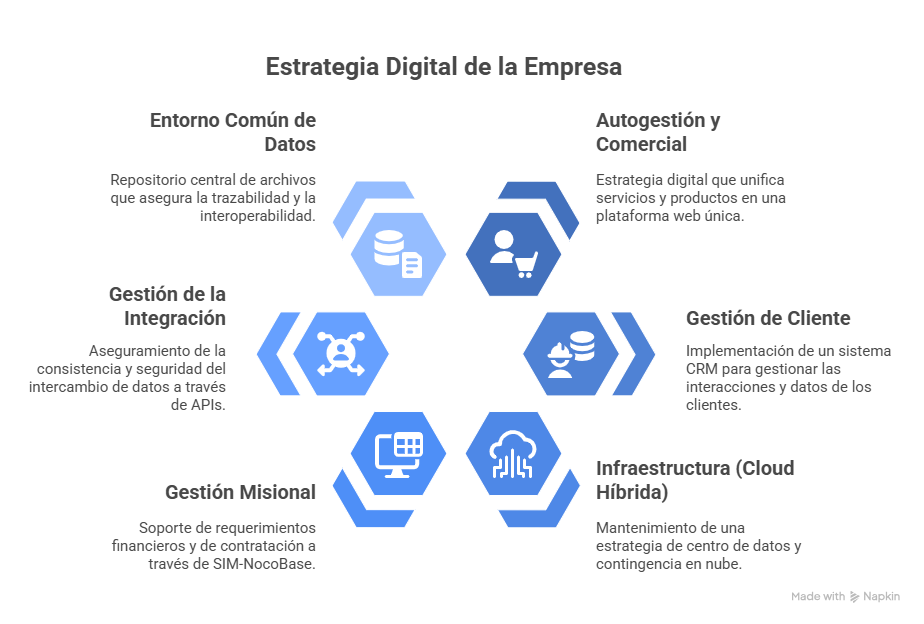 Estrategia Digital de la Empresa
Entorno Común de
Datos
Repositorio central de archivos
que asegura la trazabilidad y la
interoperabilidad.
Autogestión y
Comercial
Estrategia digital que unifica
servicios y productos en una
plataforma web única.
Gestión de la
Integración
Aseguramiento de la
consistencia y seguridad del
intercambio de datos a través
de APIs.
Gestión de Cliente
Implementación de un sistema
CRM para gestionar las
interacciones y datos de los
clientes.
Gestión Misional
Soporte de requerimientos
financieros y de contratación a
través de SIM-NocoBase.
Infraestructura (Cloud
Híbrida)
Mantenimiento de una
estrategia de centro de datos y
contingencia en nube.
Made with Napkin